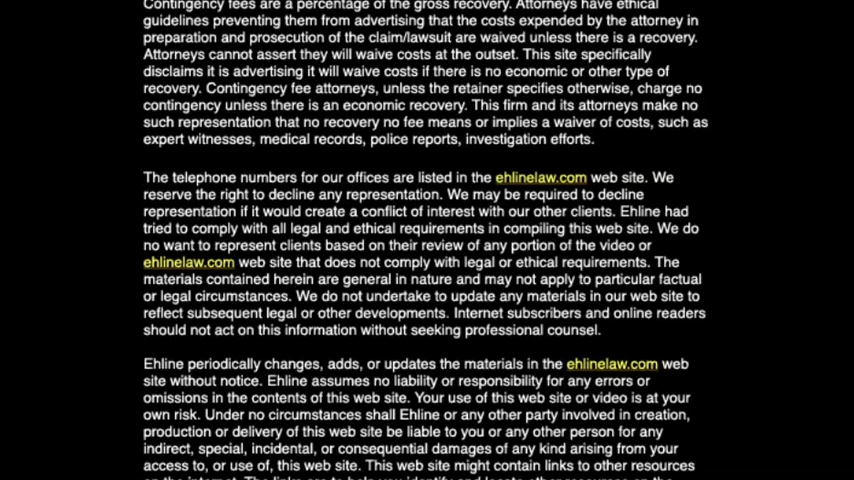 Contingency fees are a percentage of the gross recovery. Attorneys have ethical
guidelines preventing them from advertising that the costs expended by the attorney in
preparation and prosecution of the claim/lawsuit are waived unless there is a recovery.
Attorneys cannot assert they will waive costs at the outset. This site specifically
disclaims it is advertising it will waive costs if there is no economic or other type of
recovery. Contingency fee attorneys, unless the retainer specifies otherwise, charge no
contingency unless there is an economic recovery. This firm and its attorneys make no
such representation that no recovery no fee means or implies a waiver of costs, such as
expert witnesses, medical records, police reports, investigation efforts.
The telephone numbers for our offices are listed in the ehlinelaw.com web site. We
reserve the right to decline any representation. We may be required to decline
representation if it would create a conflict of interest with our other clients. Ehline had
tried to comply with all legal and ethical requirements in compiling this web site. We do
no want to represent clients based on their review of any portion of the video or
ehlinelaw.com web site that does not comply with legal or ethical requirements. The
materials contained herein are general in nature and may not apply to particular factual
or legal circumstances. We do not undertake to update any materials in our web site to
reflect subsequent legal or other developments. Internet subscribers and online readers
should not act on this information without seeking professional counsel.
Ehline periodically changes, adds, or updates the materials in the ehlinelaw.com web
site without notice. Ehline assumes no liability or responsibility for any errors or
omissions in the contents of this web site. Your use of this web site or video is at your
own risk. Under no circumstances shall Ehline or any other party involved in creation,
production or delivery of this web site be liable to you or any other person for any
indirect, special, incidental, or consequential damages of any kind arising from your
access to, or use of, this web site. This web site might contain links to other resources
on the internet. The links are to help you identify and locate other resources on the